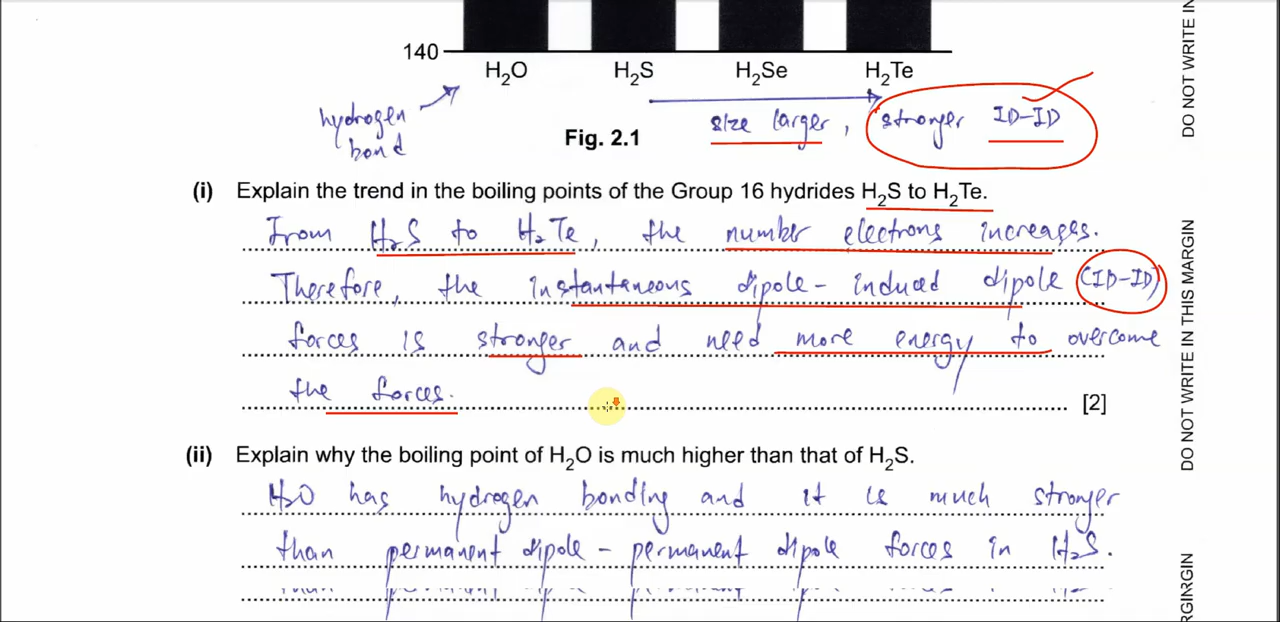 140
H₂O H₂S H₂Se H₂Te
hydrogen bond
size larger, stronger ID-ID
Fig. 2.1
(i) Explain the trend in the boiling points of the Group 16 hydrides H₂S to H₂Te.
From H₂S to H₂Te, the number electrons increases.
Therefore, the instantaneous dipole - induced dipole (ID-ID)
forces is stronger and need more energy to overcome
the forces.
[2]
(ii) Explain why the boiling point of H₂O is much higher than that of H₂S.
H₂O has hydrogen bonding and it is much stronger
than permanent dipole - permanent dipole forces in H₂S.
DO NOT WRITE IN
DO NOT WRITE IN THIS MARGIN